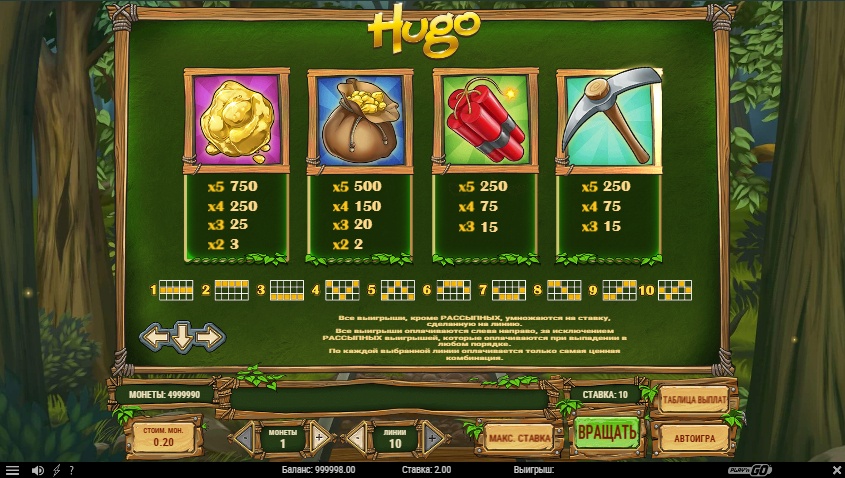 Hugo
x5 750
x4 250
x3 25
x2 3
x5 500
x4 150
x3 20
x2 2
x5 250
x4 75
x3 15
x5 250
x4 75
x3 15
1 2 3 4 5 6 7 8 9 10
Все выигрыши, кроме РАССЫПНЫХ, умножаются на ставку,
сделанную на линию.
Все выигрыши оплачиваются слева направо, за исключением
РАССЫПНЫХ выигрышей, которые оплачиваются при выпадении в
любом порядке.
По каждой выбранной линии оплачивается только самая ценная
комбинация.
МОНЕТЫ: 4999990
СТАВКА: 10
ТАБЛИЦА ВЫПЛАТ
СТОИМ. МОН.
0.20
-
МОНЕТЫ
1
+
-
ЛИНИИ
10
+
МАКС. СТАВКА
ВРАЩАТЬ
АВТОИГРА
?
Баланс: 999998.00
Ставка: 2.00
Выигрыш:
PLAY'N GO